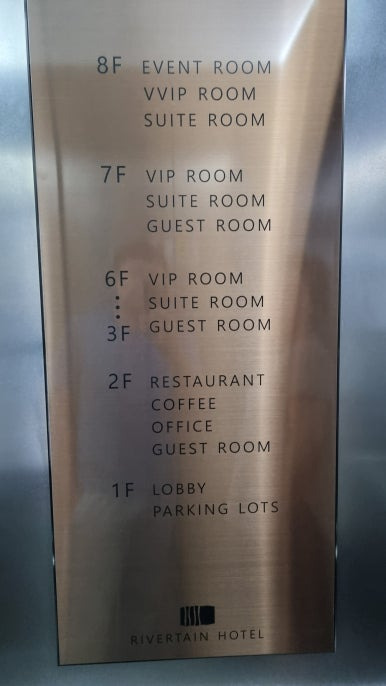 8F EVENT ROOM
VVIP ROOM
SUITE ROOM
7F VIP ROOM
SUITE ROOM
GUEST ROOM
6F VIP ROOM
⋮ SUITE ROOM
3F GUEST ROOM
2F RESTAURANT
COFFEE
OFFICE
GUEST ROOM
1F LOBBY
PARKING LOTS
RIVERTAIN HOTEL